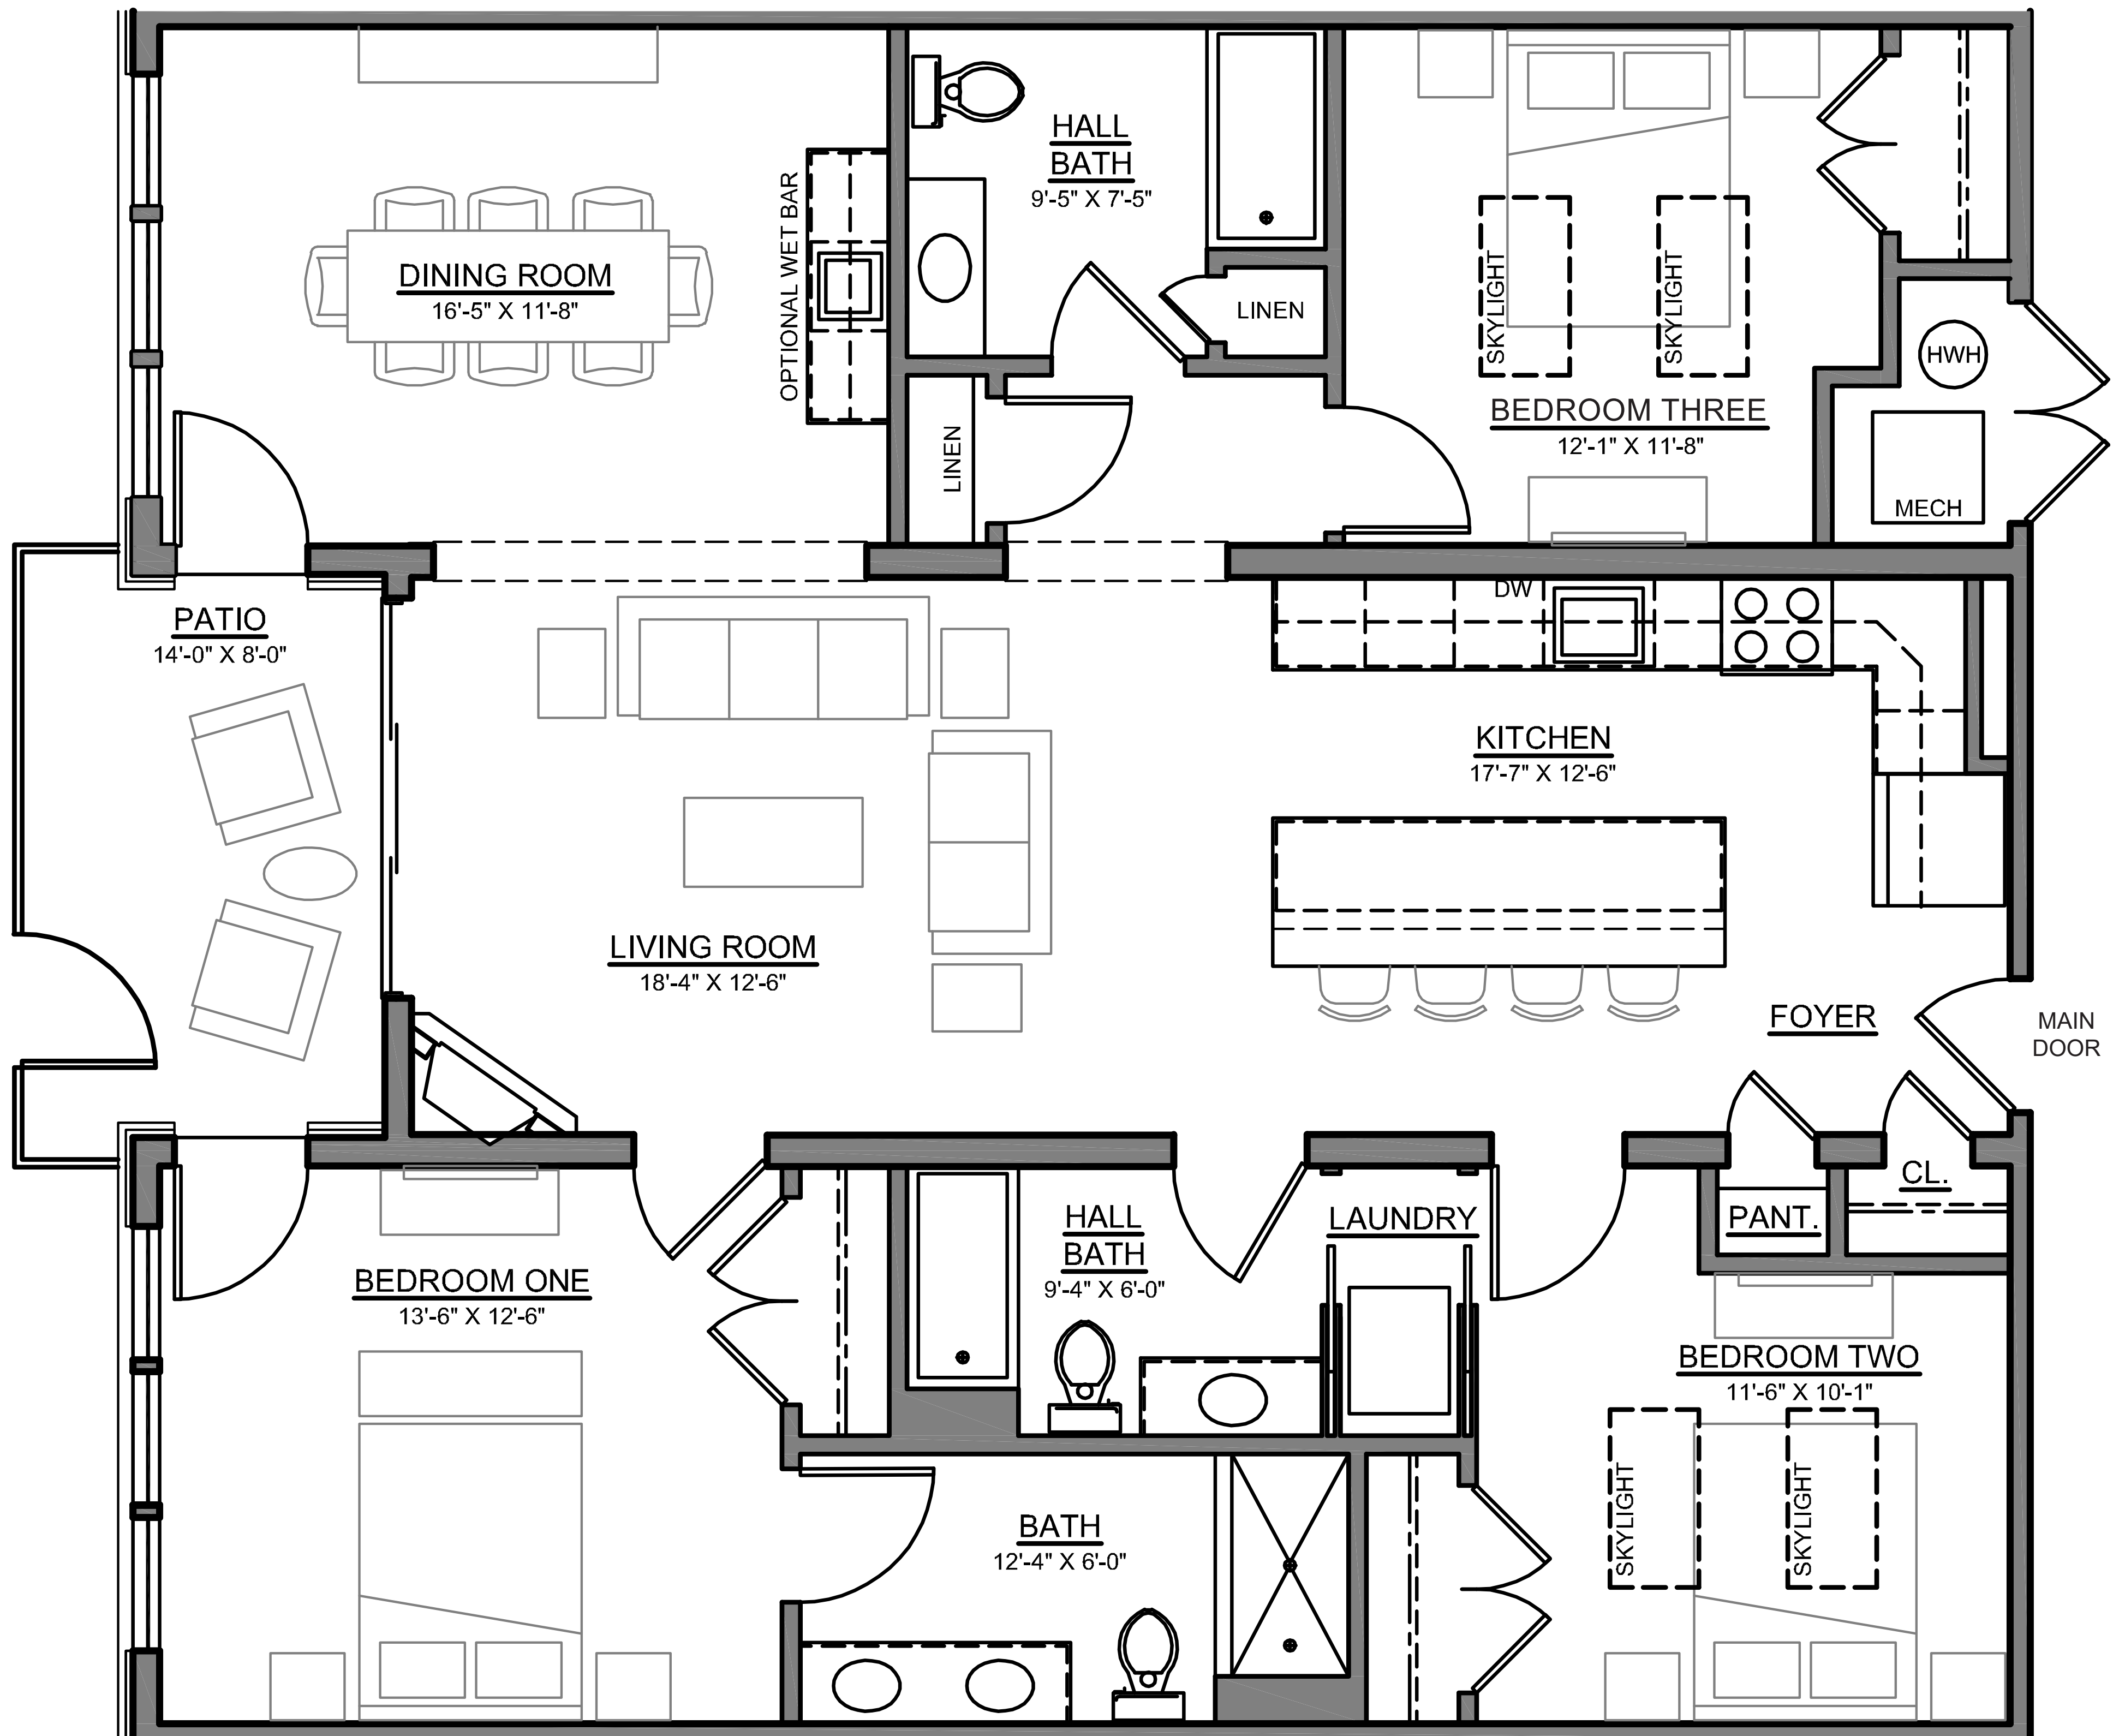 HALL
BATH
9'-5" X 7'-5"
DINING ROOM
16'-5" X 11'-8"
OPTIONAL WET BAR
LINEN
LINEN
SKYLIGHT
SKYLIGHT
BEDROOM THREE
12'-1" X 11'-8"
HWH
MECH
PATIO
14'-0" X 8'-0"
DW
KITCHEN
17'-7" X 12'-6"
LIVING ROOM
18'-4" X 12'-6"
FOYER
MAIN
DOOR
CL.
PANT.
HALL
BATH
9'-4" X 6'-0"
LAUNDRY
BEDROOM ONE
13'-6" X 12'-6"
BEDROOM TWO
11'-6" X 10'-1"
SKYLIGHT
SKYLIGHT
BATH
12'-4" X 6'-0"